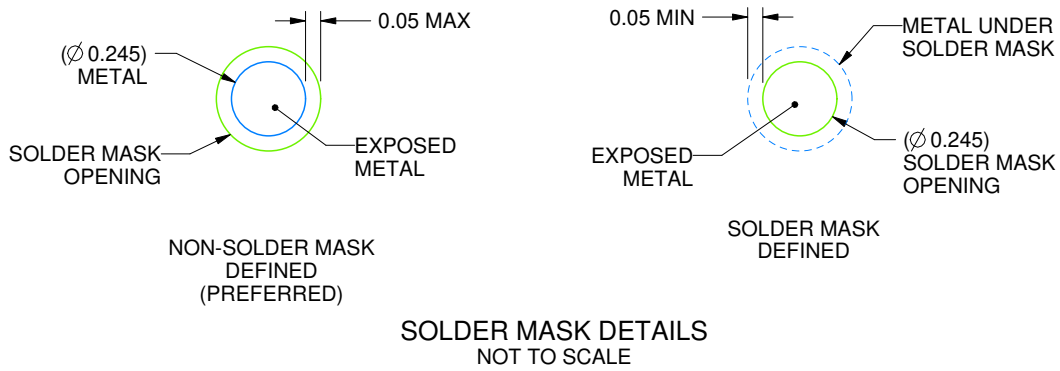 0.05 MAX
(Ø 0.245)
METAL
SOLDER MASK
OPENING
EXPOSED
METAL
NON-SOLDER MASK
DEFINED
(PREFERRED)
0.05 MIN
METAL UNDER
SOLDER MASK
EXPOSED
METAL
(Ø 0.245)
SOLDER MASK
OPENING
SOLDER MASK
DEFINED
SOLDER MASK DETAILS
NOT TO SCALE